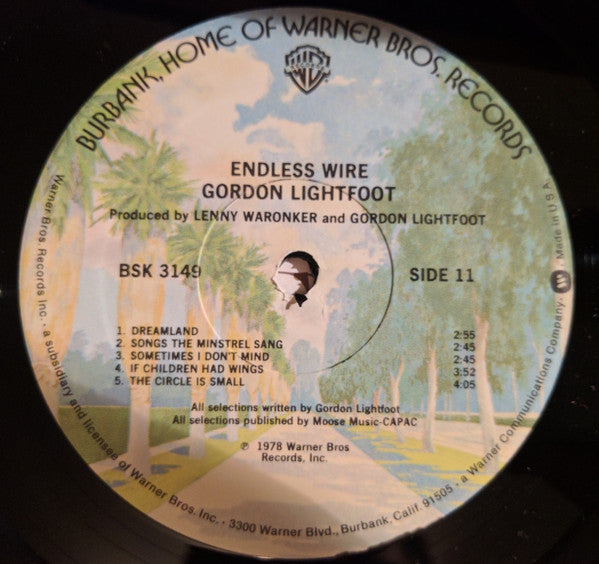 BURBANK, HOME OF WARNER BROS. RECORDS
WB
RECORDS
ENDLESS WIRE
GORDON LIGHTFOOT
Produced by LENNY WARONKER and GORDON LIGHTFOOT
BSK 3149
SIDE 11
1. DREAMLAND 2:55
2. SONGS THE MINSTREL SANG 2:45
3. SOMETIMES I DON'T MIND 2:45
4. IF CHILDREN HAD WINGS 3:52
5. THE CIRCLE IS SMALL 4:05
All selections written by Gordon Lightfoot
All selections published by Moose Music-CAPAC
℗ 1978 Warner Bros
Records, Inc.
Warner Bros. Records Inc. · a subsidiary and licensee of Warner Bros. Inc. · 3300 Warner Blvd., Burbank, Calif. 91505 · a Warner Communications Company. · Made in U.S.A.